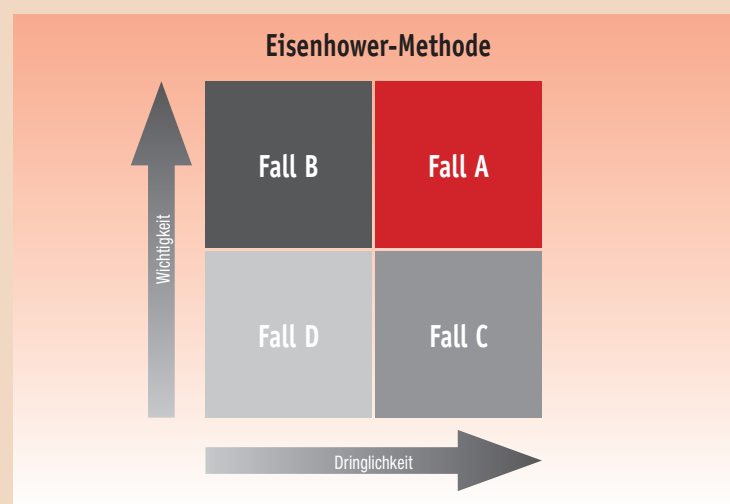 Eisenhower-Methode
Fall B
Fall A
Wichtigkeit
Fall D
Fall C
Dringlichkeit